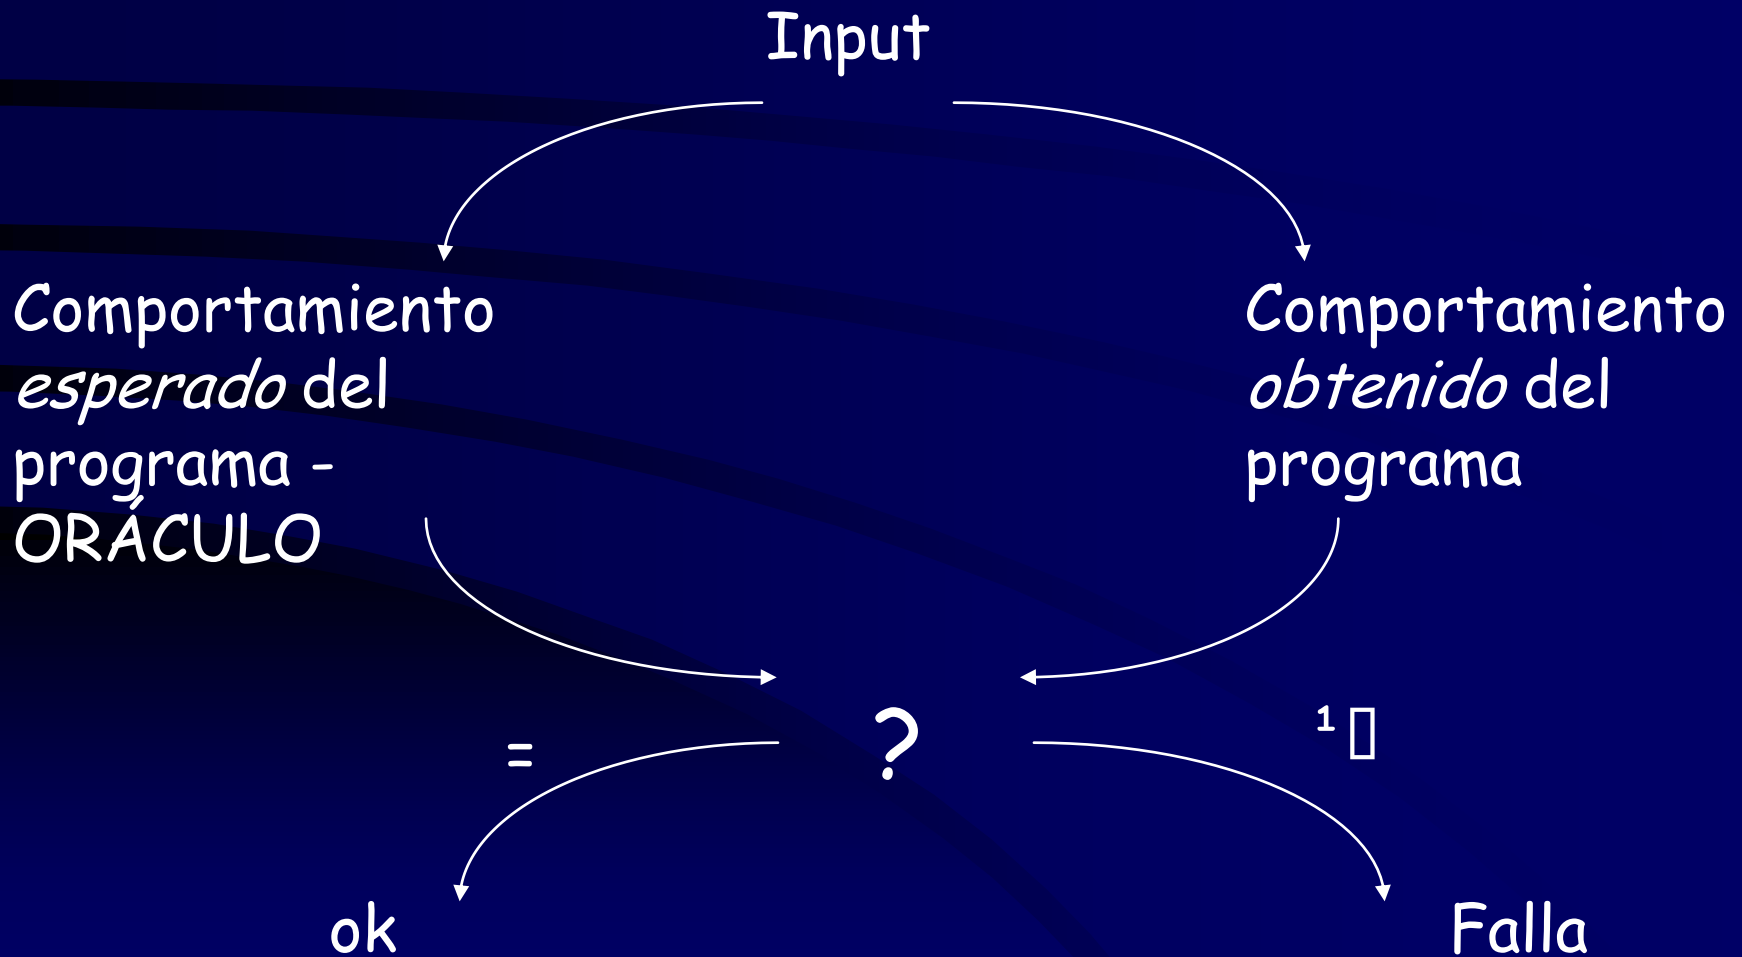 Input
Comportamiento
esperado del
programa -
ORÁCULO
Comportamiento
obtenido del
programa
=
?
¹ 
ok
Falla